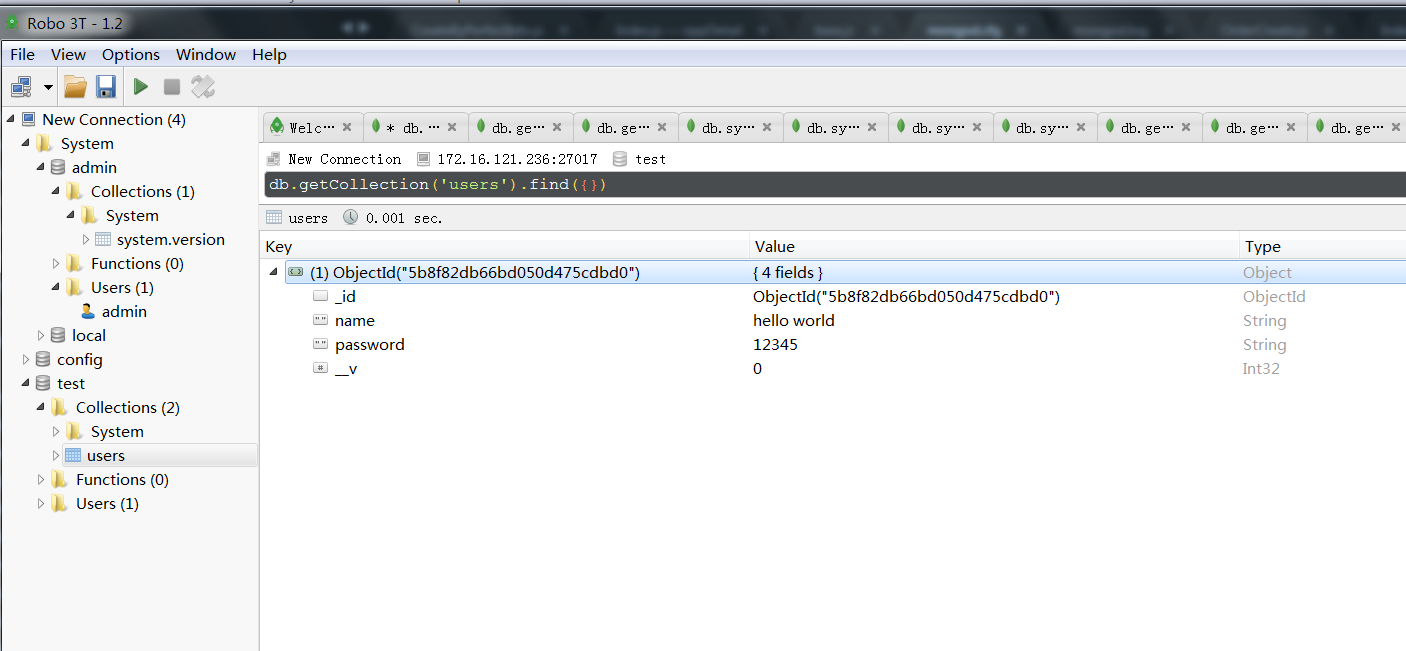 Robo 3T - 1.2
File View Options Window Help
New Connection (4)
System
admin
Collections (1)
System
system.version
Functions (0)
Users (1)
admin
local
config
test
Collections (2)
System
users
Functions (0)
Users (1)
Welc… * db. … db.ge… db.ge… db.sy… db.sy… db.sy… db.sy… db.ge… db.ge… db.ge…
New Connection 172.16.121.236:27017 test
db.getCollection('users').find({})
users 0.001 sec.
Key Value Type
(1) ObjectId("5b8f82db66bd050d475cdbd0") { 4 fields } Object
_id ObjectId("5b8f82db66bd050d475cdbd0") ObjectId
name hello world String
password 12345 String
__v 0 Int32